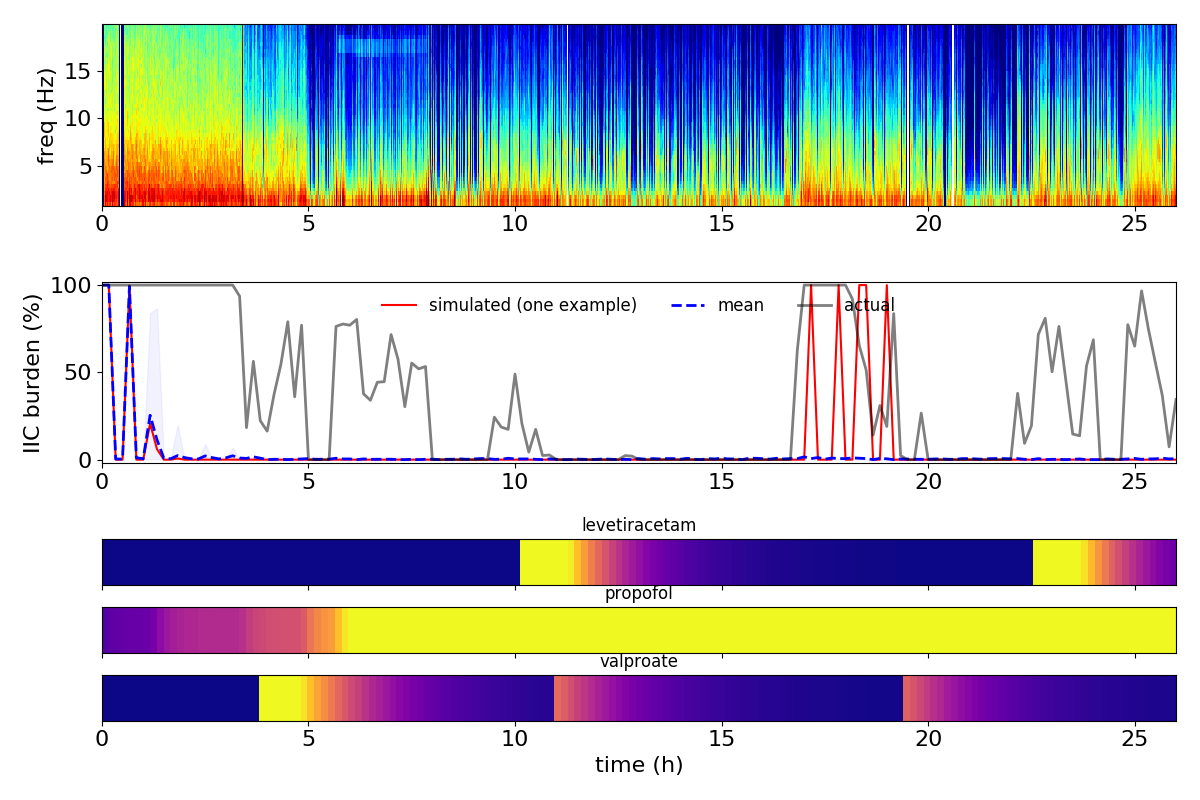 freq (Hz)
15
10
5
0 5 10 15 20 25
IIC burden (%)
100
50
0
simulated (one example) mean actual
0 5 10 15 20 25
levetiracetam
propofol
valproate
0 5 10 15 20 25
time (h)